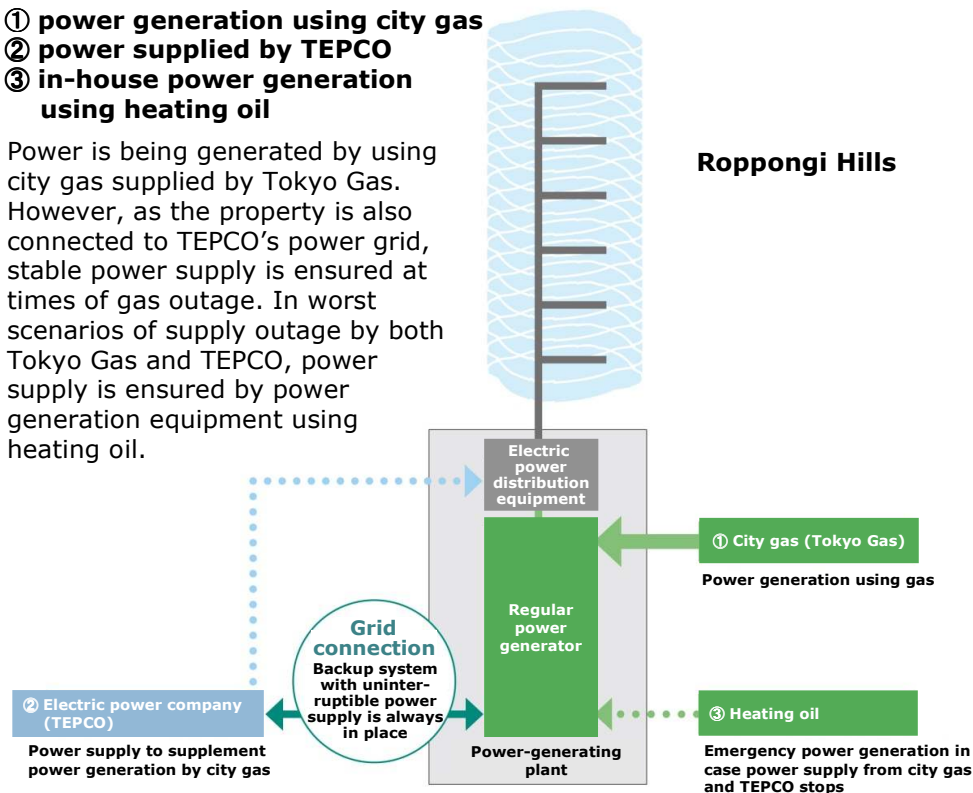 ① power generation using city gas
② power supplied by TEPCO
③ in-house power generation
using heating oil
Power is being generated by using
city gas supplied by Tokyo Gas.
However, as the property is also
connected to TEPCO’s power grid,
stable power supply is ensured at
times of gas outage. In worst
scenarios of supply outage by both
Tokyo Gas and TEPCO, power
supply is ensured by power
generation equipment using
heating oil.
Roppongi Hills
Electric
power
distribution
equipment
① City gas (Tokyo Gas)
Power generation using gas
Regular
power
generator
Grid
connection
Backup system
with uninter-
ruptible power
supply is always
in place
② Electric power company
(TEPCO)
Power supply to supplement
power generation by city gas
Power-generating
plant
③ Heating oil
Emergency power generation in
case power supply from city gas
and TEPCO stops